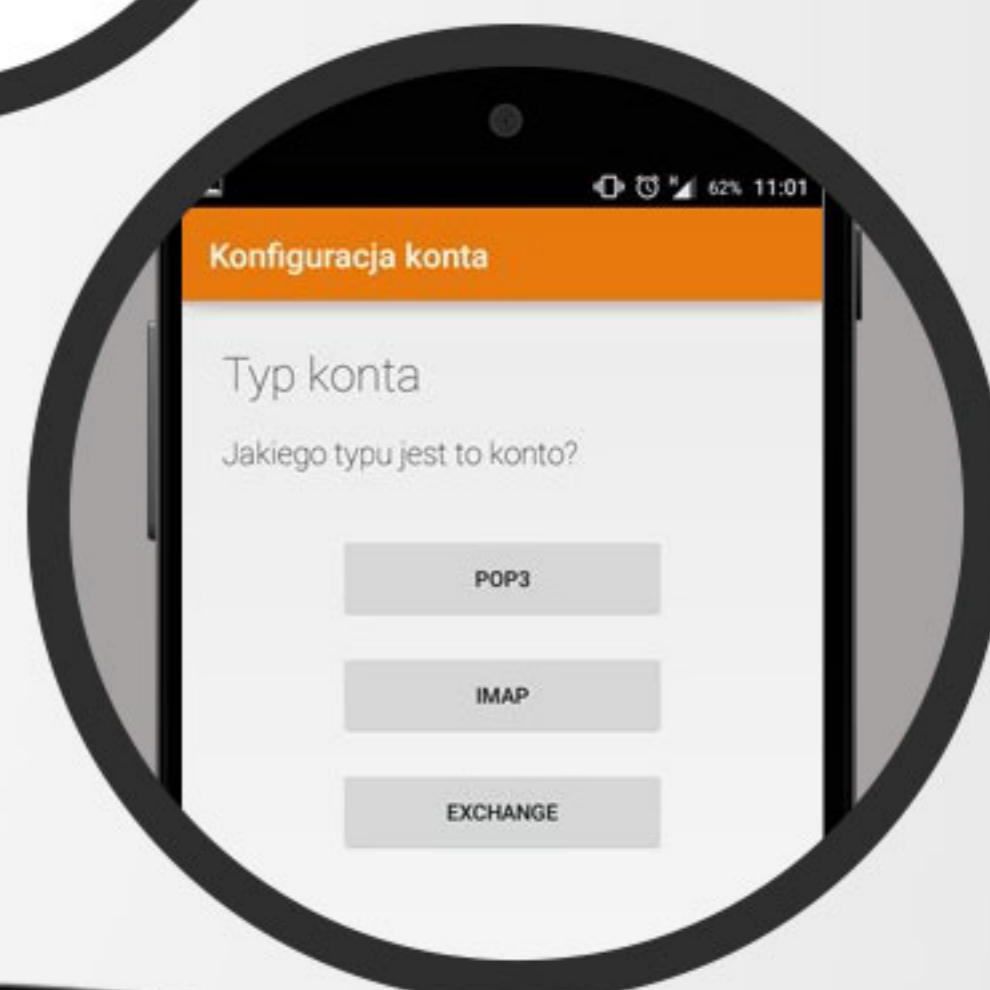 62% 11:01
Konfiguracja konta
Typ konta
Jakiego typu jest to konto?
POP3
IMAP
EXCHANGE